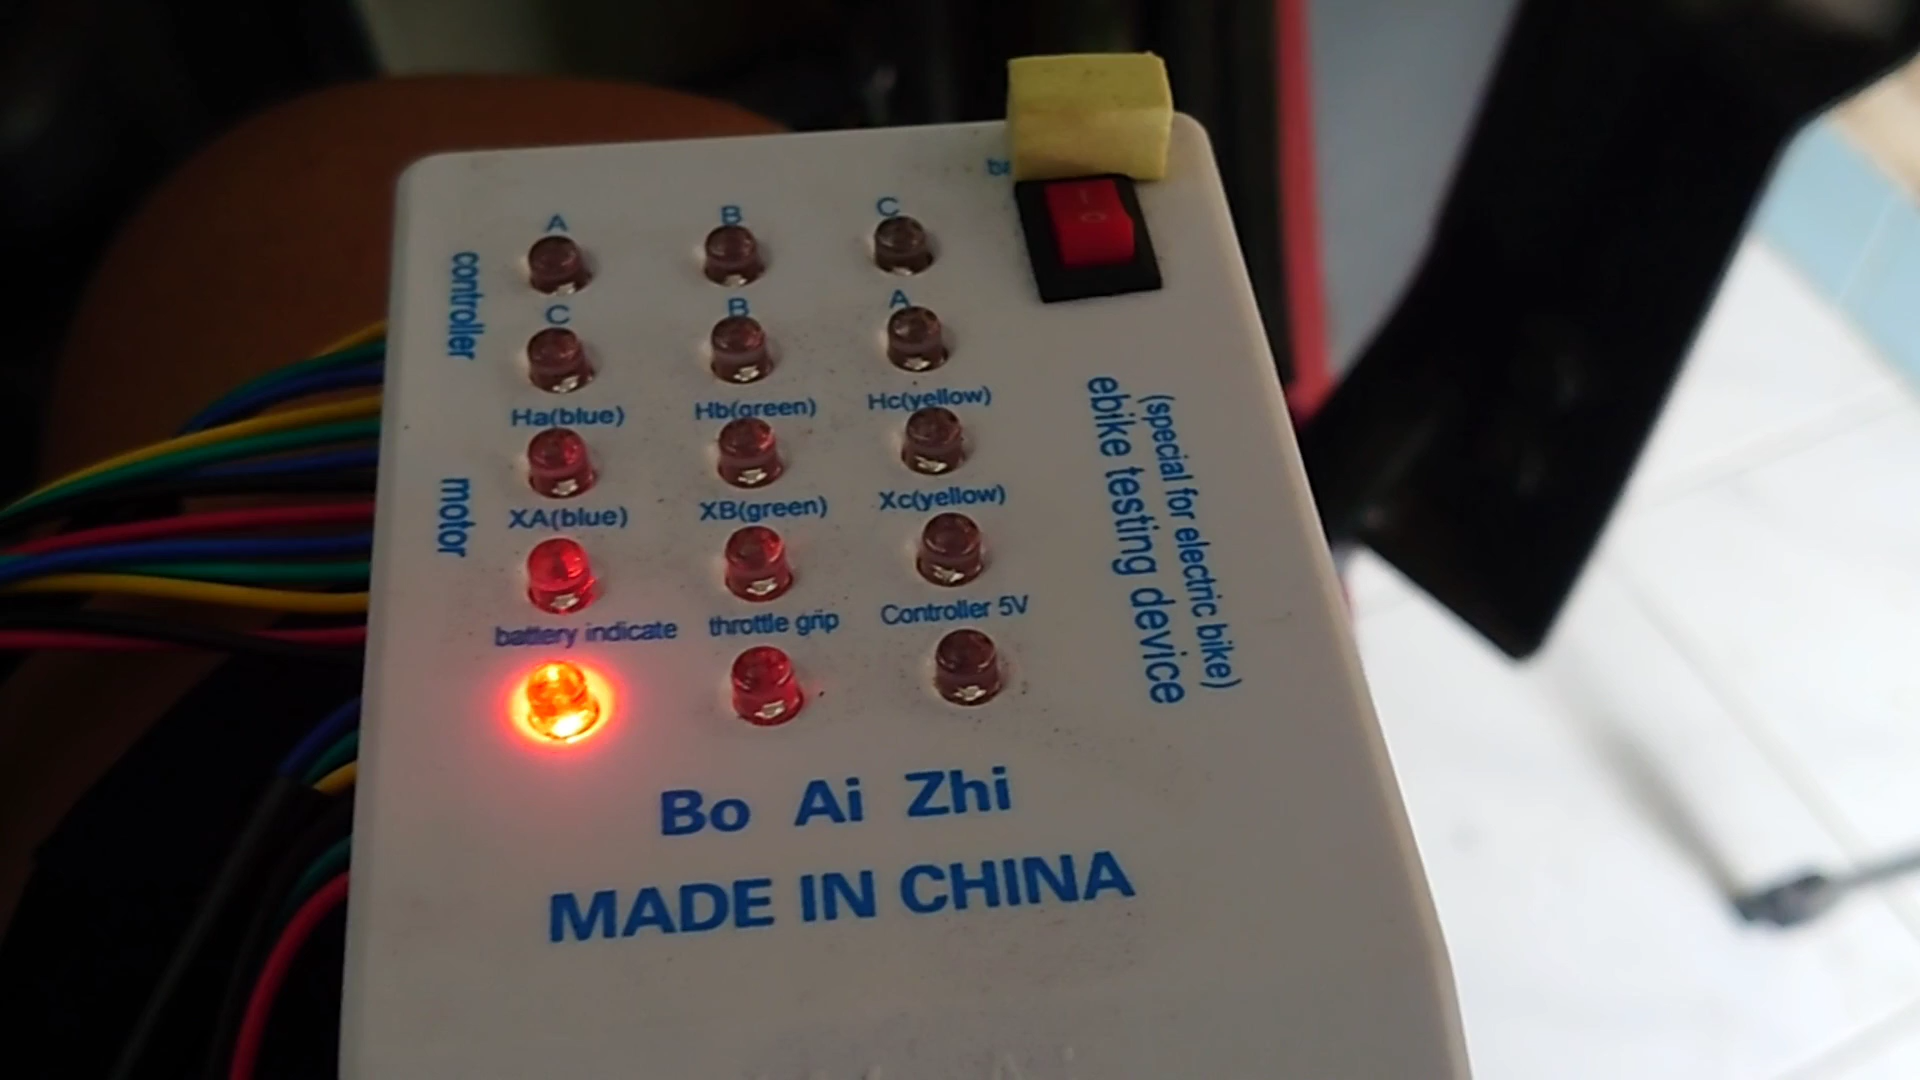 A B C
controller
C B A
Ha(blue) Hb(green) Hc(yellow)
motor
XA(blue) XB(green) Xc(yellow)
battery indicate throttle grip Controller 5V
(special for electric bike)
ebike testing device
Bo Ai Zhi
MADE IN CHINA